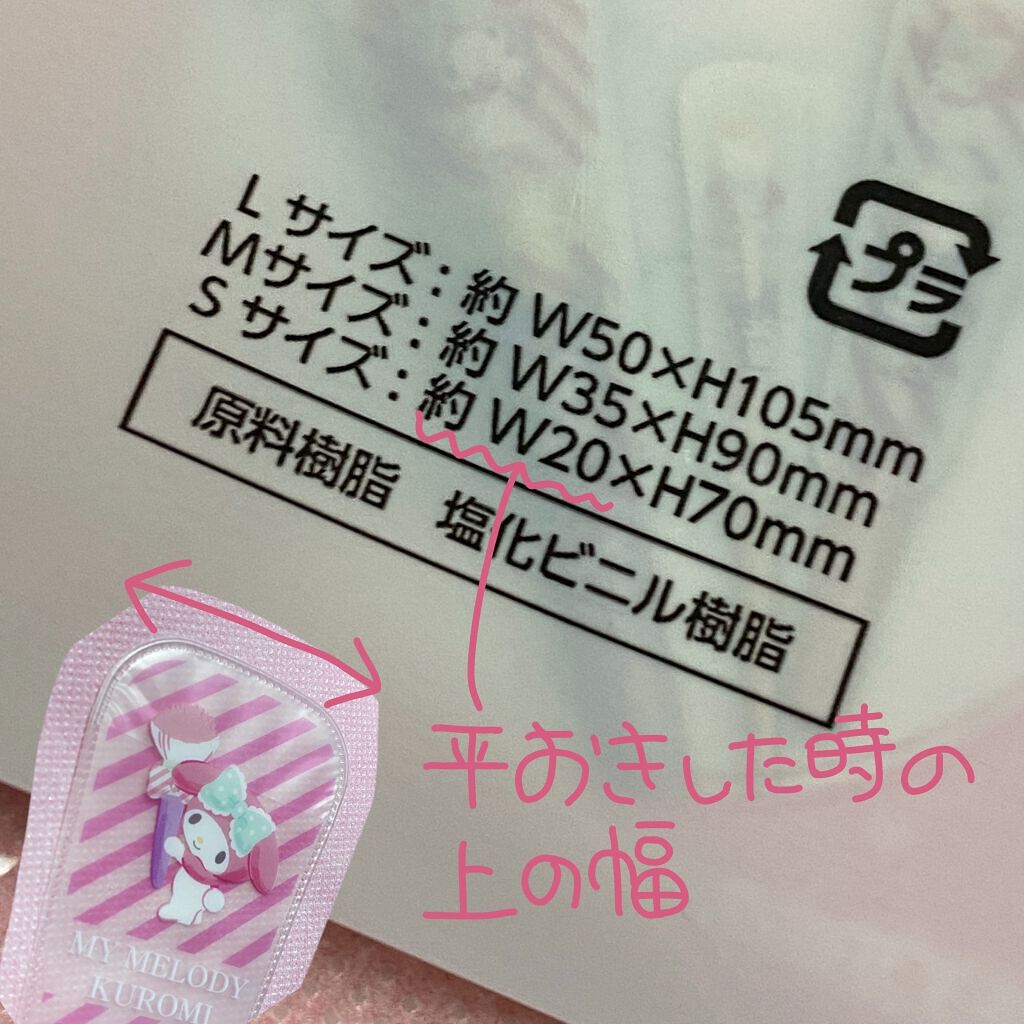 L サイズ : 約 W50×H105mm
Mサイズ : 約 W35×H90mm
S サイズ : 約 W20×H70mm
プラ
原料樹脂 塩化ビニル樹脂
平おきした時の
上の幅
MY MELODY
KUROMI